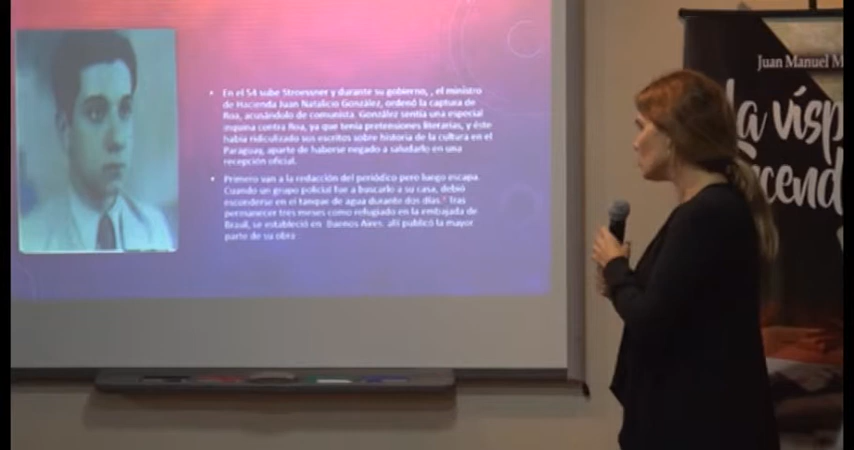 • En el 54 sube Stroessner y durante su gobierno, , el ministro
de Hacienda Juan Natalicio González, ordenó la captura de
Roa, acusándolo de comunista. González sentía una especial
inquina contra Roa, ya que tenía pretensiones literarias, y éste
había ridiculizado sus escritos sobre historia de la cultura en el
Paraguay, aparte de haberse negado a saludarlo en una
recepción oficial.
• Primero van a la redacción del periódico pero luego escapa.
Cuando un grupo policial fue a buscarlo a su casa, debió
esconderse en el tanque de agua durante dos días. Tras
permanecer tres meses como refugiado en la embajada de
Brasil, se estableció en Buenos Aires. allí publicó la mayor
parte de su obra
Juan Manuel M
la vísp
cend